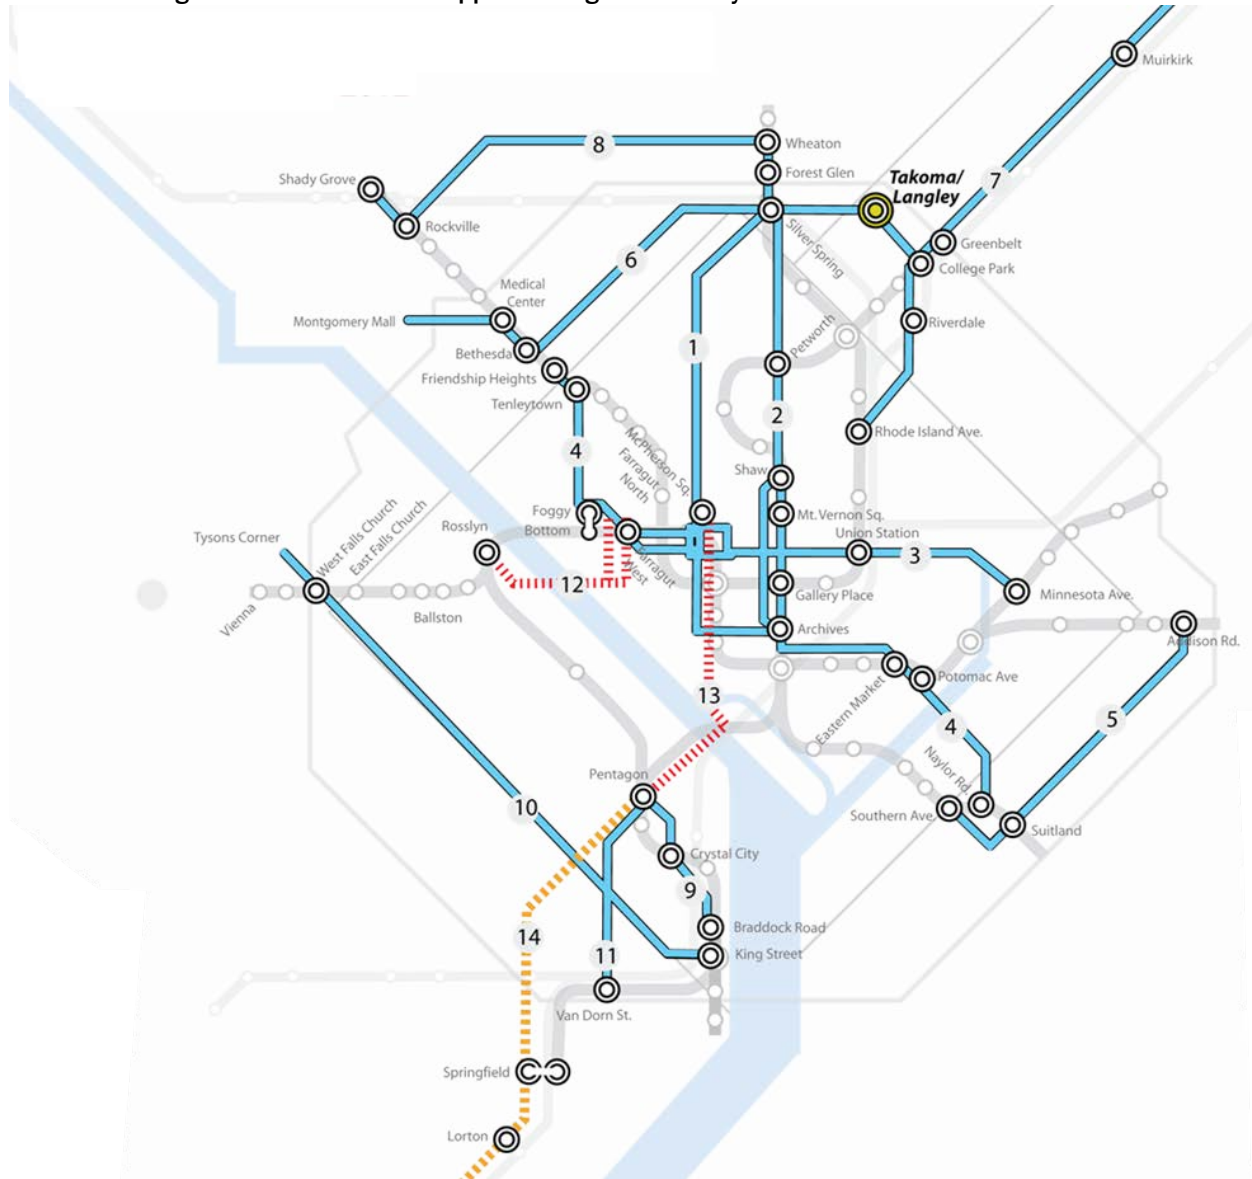 Muirkirk
Wheaton
8
Forest Glen
Takoma/
Langley
7
Shady Grove
Rockville
Silver Spring
Greenbelt
College Park
6
Medical
Center
Montgomery Mall
Riverdale
Petworth
1
Bethesda
Friendship Heights
Tenleytown
2
Rhode Island Ave.
4
McPherson Sq.
Farragut
North
Shaw
Foggy
Bottom
Mt. Vernon Sq.
Union Station
Rosslyn
West Falls Church
East Falls Church
Tysons Corner
3
Farragut
West
12
Gallery Place
Minnesota Ave.
Vienna
Ballston
Archives
Addison Rd.
Eastern Market
Potomac Ave
13
4
5
Naylor Rd.
Pentagon
10
Southern Ave.
Suitland
Crystal City
9
Braddock Road
14
11
King Street
Van Dorn St.
Springfield
Lorton